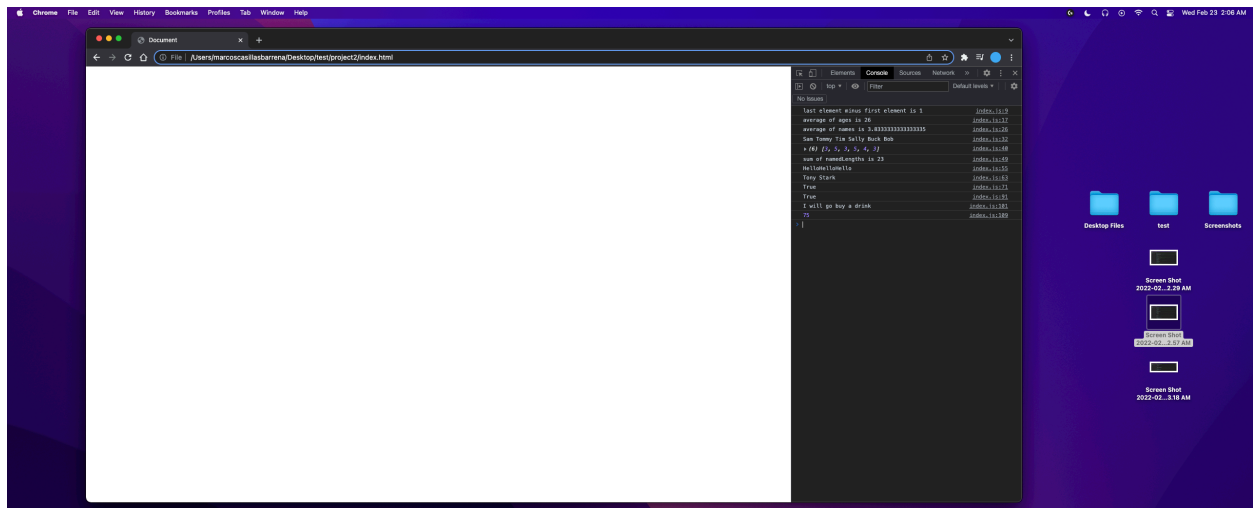 Chrome File Edit View History Bookmarks Profiles Tab Window Help
Wed Feb 23 2:06 AM
Document
File /Users/marcoscasillasbarrena/Desktop/test/project2/index.html
Elements Console Sources Network
top Filter Default levels
No Issues
last element minus first element is 1 index.js:9
average of ages is 26 index.js:17
average of names is 3.8333333333333335 index.js:26
Sam Tommy Tim Sally Buck Bob index.js:32
(6) [3, 5, 3, 5, 4, 3] index.js:40
sum of namedLengths is 23 index.js:49
HelloHelloHello index.js:55
Tony Stark index.js:63
True index.js:71
True index.js:91
I will go buy a drink index.js:101
75 index.js:109
Desktop Files
test
Screenshots
Screen Shot
2022-02...2.29 AM
Screen Shot
2022-02...2.57 AM
Screen Shot
2022-02...3.18 AM